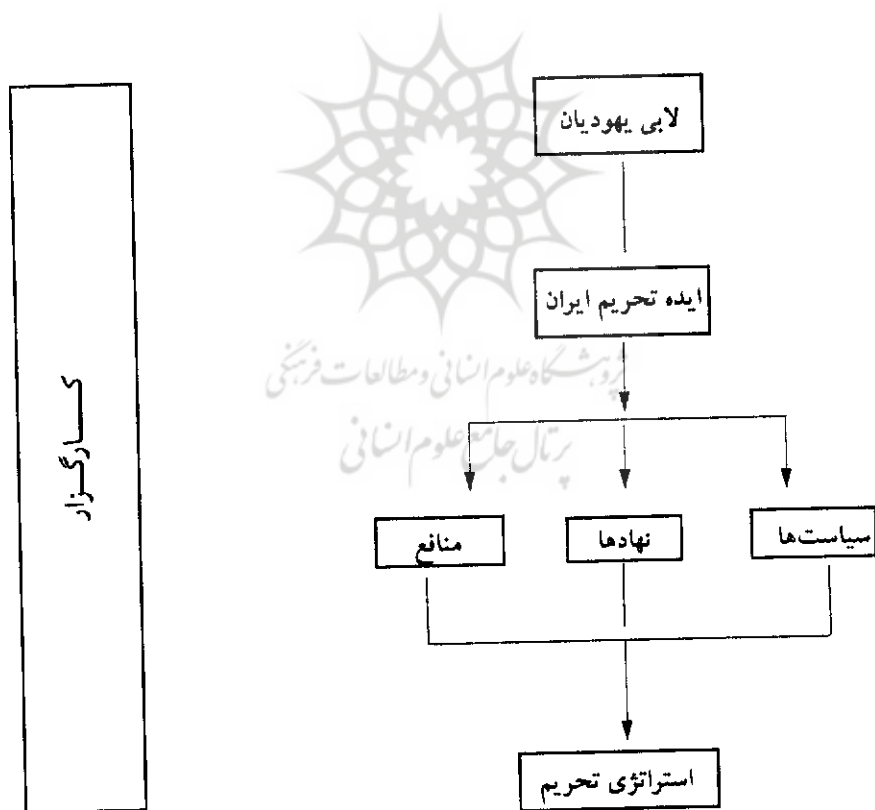 لابی یهودیان
ایده تحریم ایران
پژوهشگاه علوم انسانی و مطالعات فرهنگی
پرتال جامع علوم انسانی
سیاست‌ها
نهادها
منافع
استراتژی تحریم
کــــارگــزار